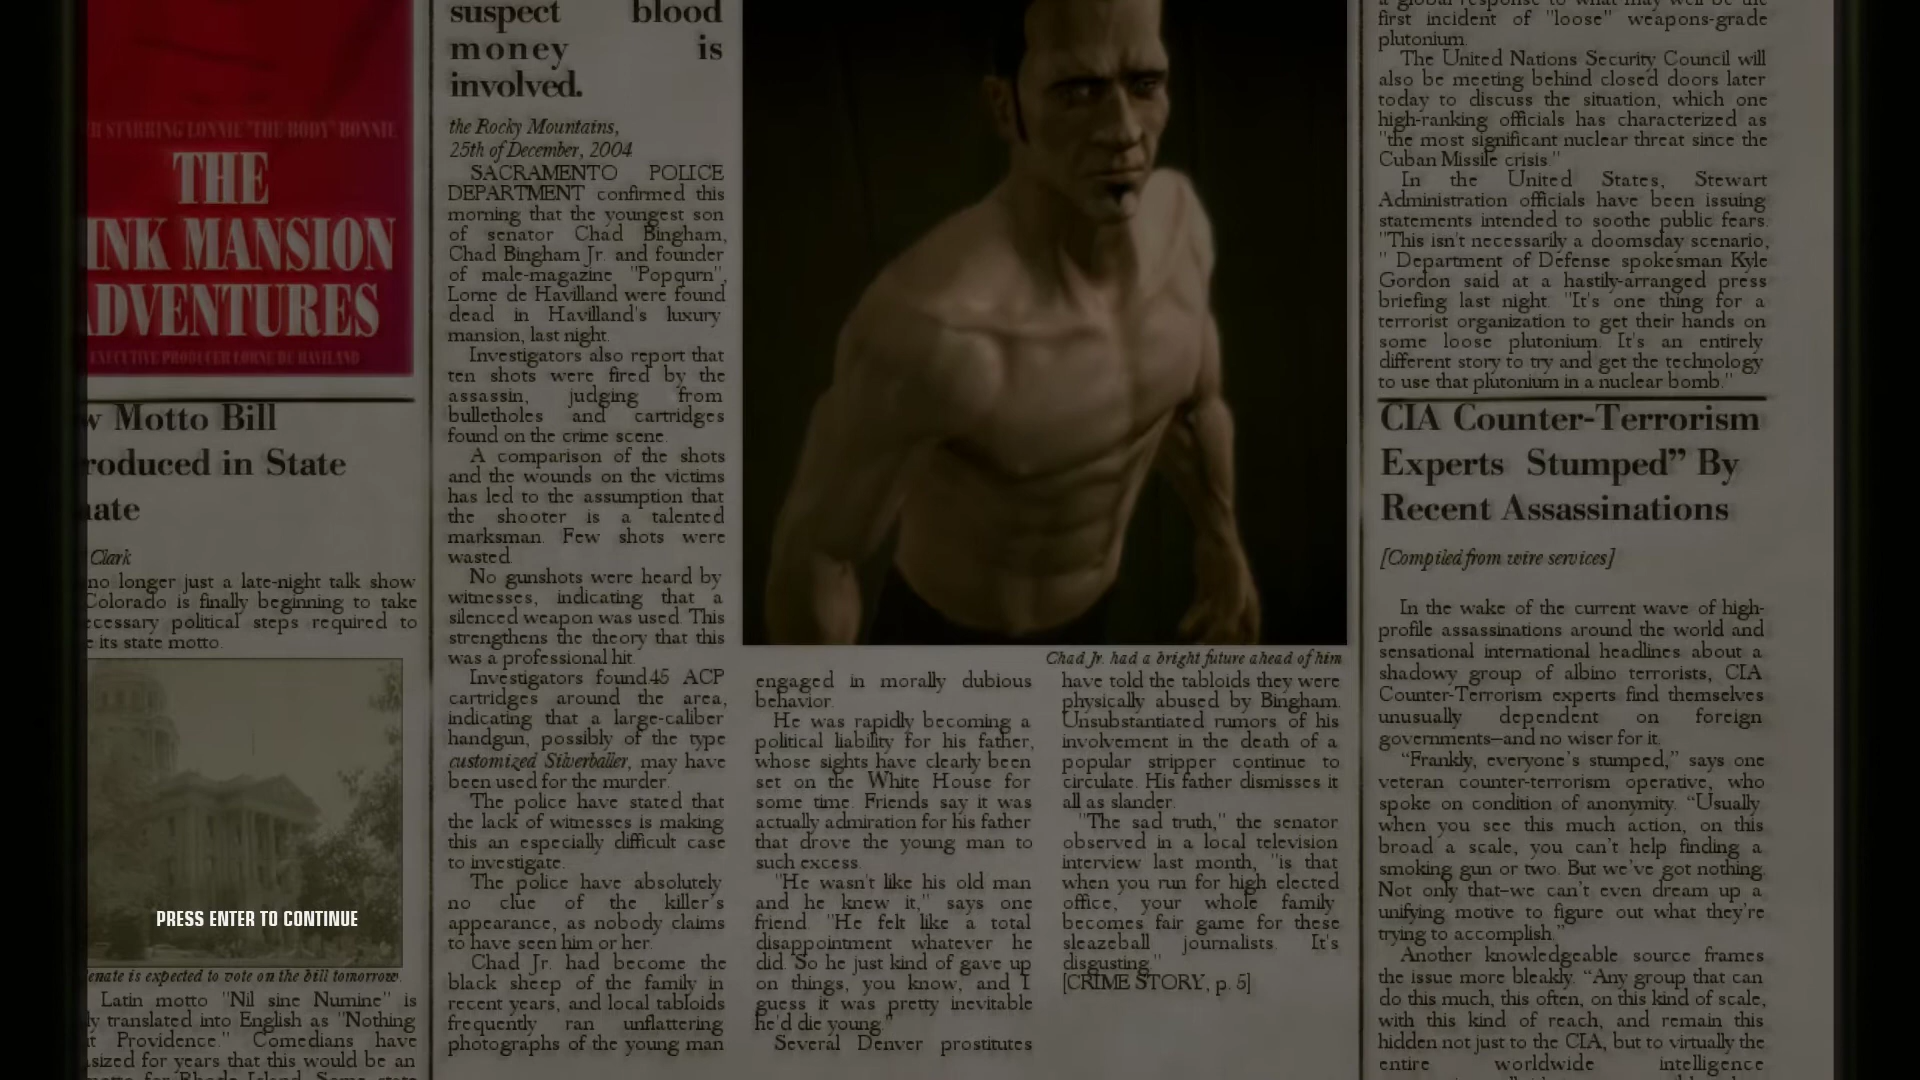 STARRING LONNIE "THE BODY" BONNIE
THE
INK MANSION
ADVENTURES
EXECUTIVE PRODUCER LORNE DE HAVILAND
w Motto Bill
roduced in State
nate
Clark
no longer just a late-night talk show
Colorado is finally beginning to take
ecessary political steps required to
e its state motto.
PRESS ENTER TO CONTINUE
enate is expected to vote on the bill tomorrow.
Latin motto "Nil sine Numine" is
ly translated into English as "Nothing
t Providence." Comedians have
sized for years that this would be an
motto for Rhode Island. Some state
suspect blood
money is
involved.
the Rocky Mountains,
25th of December, 2004
SACRAMENTO POLICE
DEPARTMENT confirmed this
morning that the youngest son
of senator Chad Bingham,
Chad Bingham Jr. and founder
of male-magazine "Popqurn",
Lorne de Havilland were found
dead in Havilland's luxury
mansion, last night.
Investigators also report that
ten shots were fired by the
assassin, judging from
bulletholes and cartridges
found on the crime scene.
A comparison of the shots
and the wounds on the victims
has led to the assumption that
the shooter is a talented
marksman. Few shots were
wasted.
No gunshots were heard by
witnesses, indicating that a
silenced weapon was used. This
strengthens the theory that this
was a professional hit.
Investigators found.45 ACP
cartridges around the area,
indicating that a large-caliber
handgun, possibly of the type
customized Silverballer, may have
been used for the murder.
The police have stated that
the lack of witnesses is making
this an especially difficult case
to investigate.
The police have absolutely
no clue of the killer's
appearance, as nobody claims
to have seen him or her.
Chad Jr. had become the
black sheep of the family in
recent years, and local tabloids
frequently ran unflattering
photographs of the young man
Chad Jr. had a bright future ahead of him
engaged in morally dubious
behavior.
He was rapidly becoming a
political liability for his father,
whose sights have clearly been
set on the White House for
some time. Friends say it was
actually admiration for his father
that drove the young man to
such excess.
"He wasn't like his old man
and he knew it," says one
friend. "He felt like a total
disappointment whatever he
did. So he just kind of gave up
on things, you know, and I
guess it was pretty inevitable
he'd die young."
Several Denver prostitutes
have told the tabloids they were
physically abused by Bingham.
Unsubstantiated rumors of his
involvement in the death of a
popular stripper continue to
circulate. His father dismisses it
all as slander.
"The sad truth," the senator
observed in a local television
interview last month, "is that
when you run for high elected
office, your whole family
becomes fair game for these
sleazeball journalists. It's
disgusting."
[CRIME STORY, p. 5]
a global response to what may well be the
first incident of "loose" weapons-grade
plutonium.
The United Nations Security Council will
also be meeting behind closed doors later
today to discuss the situation, which one
high-ranking officials has characterized as
"the most significant nuclear threat since the
Cuban Missile crisis."
In the United States, Stewart
Administration officials have been issuing
statements intended to soothe public fears.
"This isn't necessarily a doomsday scenario,
" Department of Defense spokesman Kyle
Gordon said at a hastily-arranged press
briefing last night. "It's one thing for a
terrorist organization to get their hands on
some loose plutonium. It's an entirely
different story to try and get the technology
to use that plutonium in a nuclear bomb."
CIA Counter-Terrorism
Experts Stumped” By
Recent Assassinations
[Compiled from wire services]
In the wake of the current wave of high-
profile assassinations around the world and
sensational international headlines about a
shadowy group of albino terrorists, CIA
Counter-Terrorism experts find themselves
unusually dependent on foreign
governments—and no wiser for it.
“Frankly, everyone’s stumped,” says one
veteran counter-terrorism operative, who
spoke on condition of anonymity. “Usually
when you see this much action, on this
broad a scale, you can’t help finding a
smoking gun or two. But we’ve got nothing.
Not only that—we can’t even dream up a
unifying motive to figure out what they’re
trying to accomplish.”
Another knowledgeable source frames
the issue more bleakly. “Any group that can
do this much, this often, on this kind of scale,
with this kind of reach, and remain this
hidden not just to the CIA, but to virtually the
entire worldwide intelligence